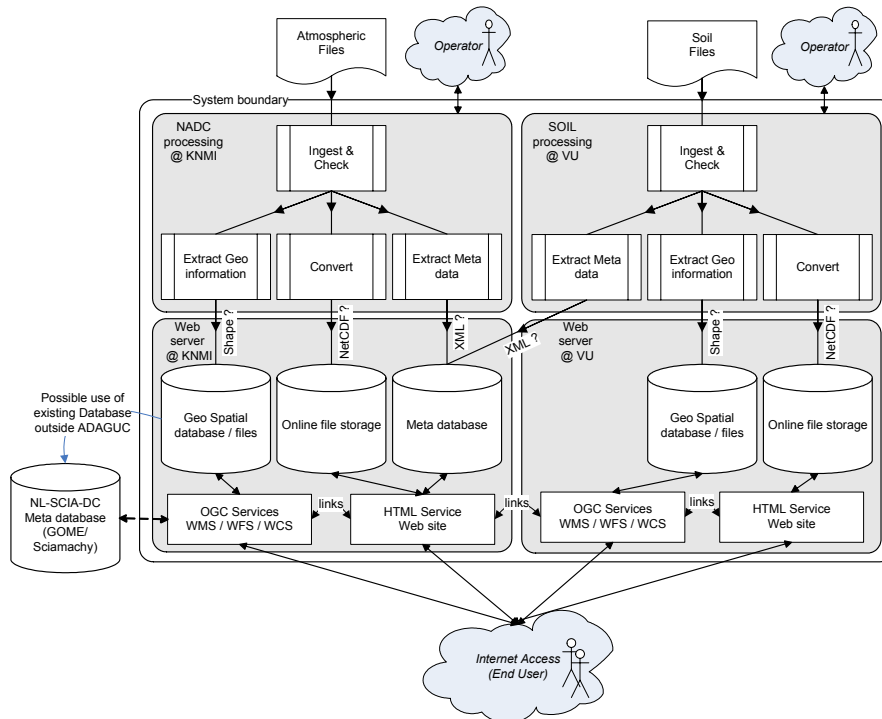 Atmospheric
Files
Operator
Soil
Files
Operator
System boundary
NADC
processing
@ KNMI
Ingest &
Check
SOIL
processing
@ VU
Ingest &
Check
Extract Geo
information
Convert
Extract Meta
data
Extract Meta
data
Extract Geo
information
Convert
Web
server
@ KNMI
Shape ?
NetCDF ?
XML ?
XML ?
Web
server
@ VU
Shape ?
NetCDF ?
Possible use of
existing Database
outside ADAGUC
Geo Spatial
database / files
Online file storage
Meta database
Geo Spatial
database / files
Online file storage
NL-SCIA-DC
Meta database
(GOME/
Sciamachy)
OGC Services
WMS / WFS / WCS
links
HTML Service
Web site
links
OGC Services
WMS / WFS / WCS
links
HTML Service
Web site
Internet Access
(End User)